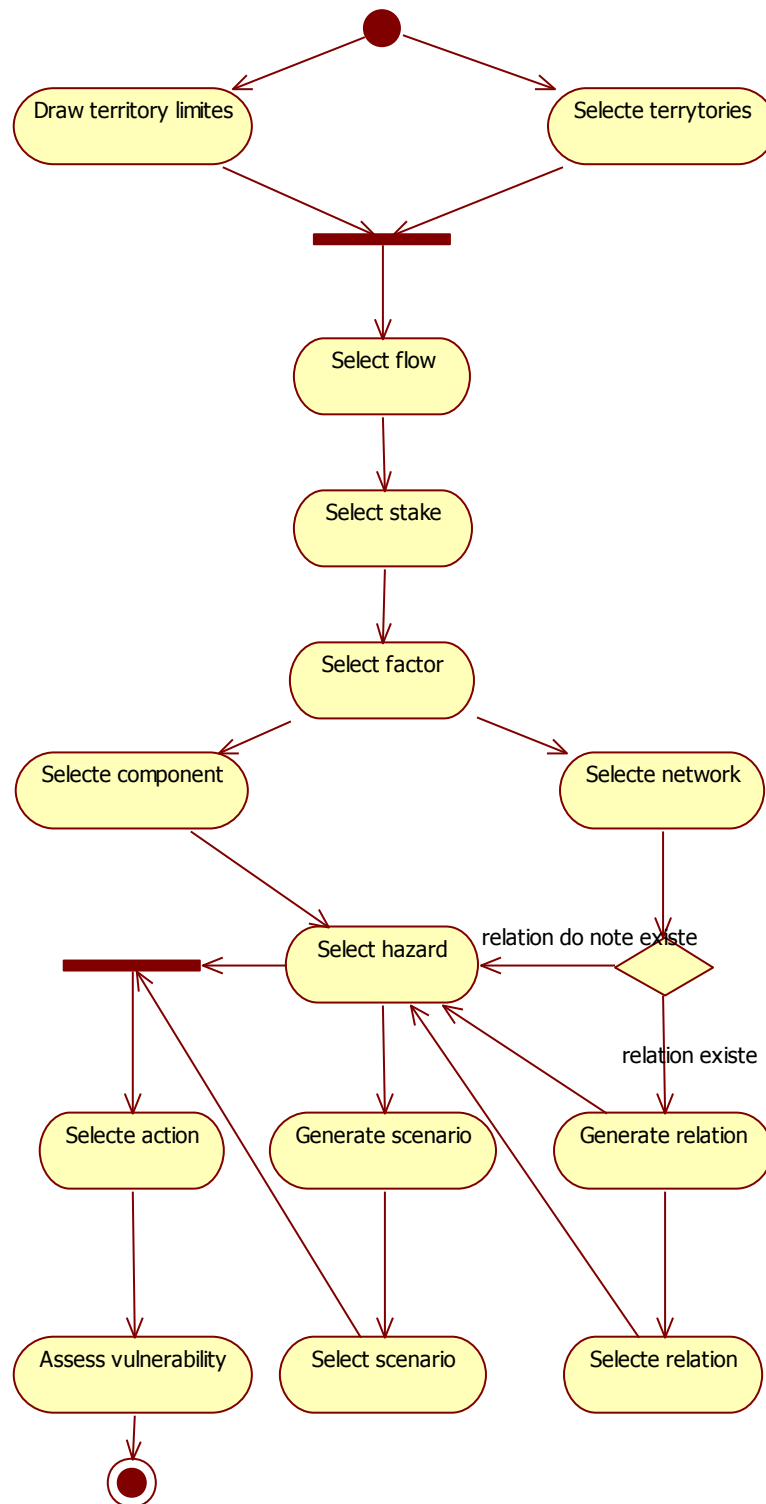 Draw territory limites
Selecte terrytories
Select flow
Select stake
Select factor
Selecte component
Selecte network
Select hazard
relation do note existe
relation existe
Selecte action
Generate scenario
Generate relation
Assess vulnerability
Select scenario
Selecte relation